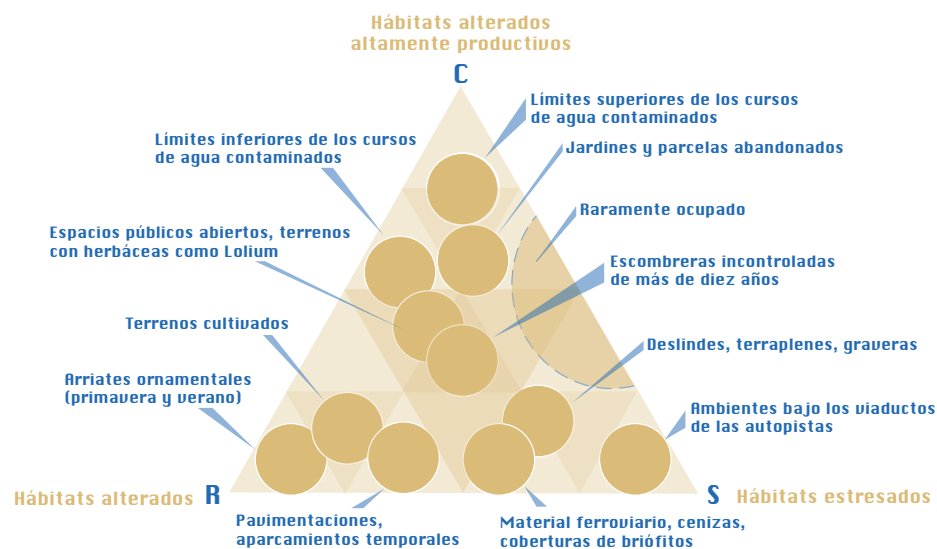 Hábitats alterados
altamente productivos
C
Límites superiores de los cursos
de agua contaminados
Límites inferiores de los cursos
de agua contaminados
Jardines y parcelas abandonados
Raramente ocupado
Espacios públicos abiertos, terrenos
con herbáceas como Lolium
Escombreras incontroladas
de más de diez años
Terrenos cultivados
Deslindes, terraplenes, graveras
Arriates ornamentales
(primavera y verano)
Ambientes bajo los viaductos
de las autopistas
Hábitats alterados
R
S
Hábitats estresados
Pavimentaciones,
aparcamientos temporales
Material ferroviario, cenizas,
coberturas de briófitos